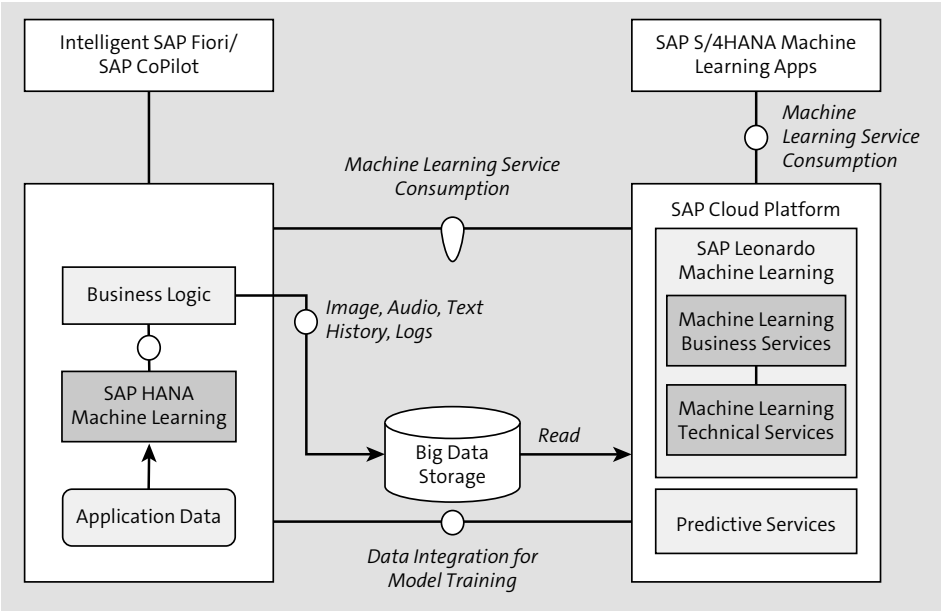 Intelligent SAP Fiori/
SAP CoPilot
SAP S/4HANA Machine
Learning Apps
Machine
Learning Service
Consumption
Machine Learning Service
Consumption
SAP Cloud Platform
SAP Leonardo
Machine Learning
Business Logic
Image, Audio, Text
History, Logs
Machine Learning
Business Services
SAP HANA
Machine Learning
Machine Learning
Technical Services
Big Data
Storage
Read
Application Data
Predictive Services
Data Integration for
Model Training